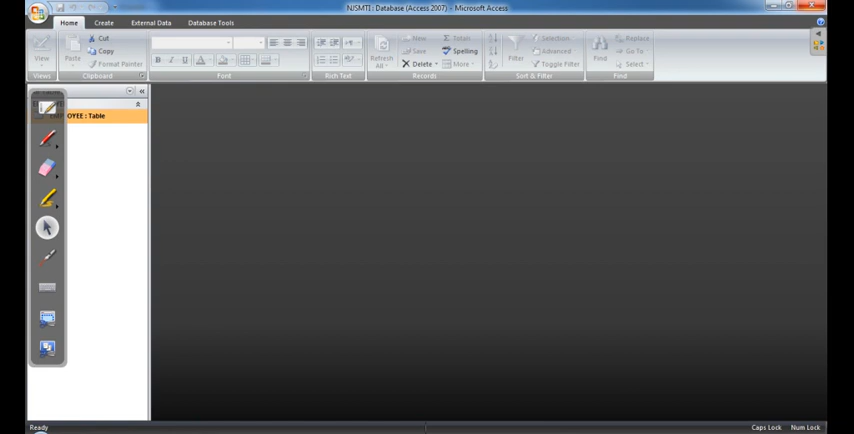 NJSMTI : Database (Access 2007) - Microsoft Access
Home Create External Data Database Tools
View
Views
Paste
Cut
Copy
Format Painter
Clipboard
B I U A
Font
Rich Text
Refresh All
New
Save
Delete
Totals
Spelling
More
Records
Filter
Selection
Advanced
Toggle Filter
Sort & Filter
Find
Replace
Go To
Select
Find
OYEE : Table
Ready
Caps Lock Num Lock